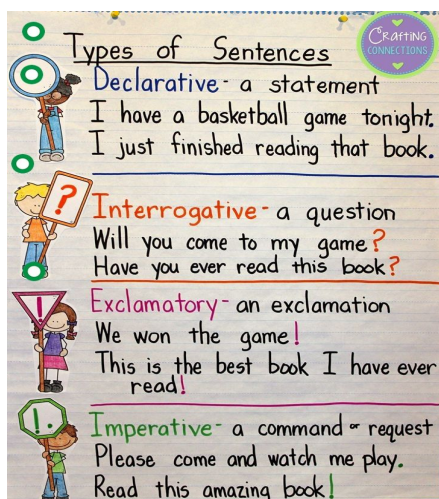 CRAFTING
CONNECTIONS
Types of Sentences
Declarative - a statement
I have a basketball game tonight.
I just finished reading that book.
?
Interrogative - a question
Will you come to my game?
Have you ever read this book?
!
Exclamatory - an exclamation
We won the game!
This is the best book I have ever
read!
!.
Imperative - a command or request
Please come and watch me play.
Read this amazing book!